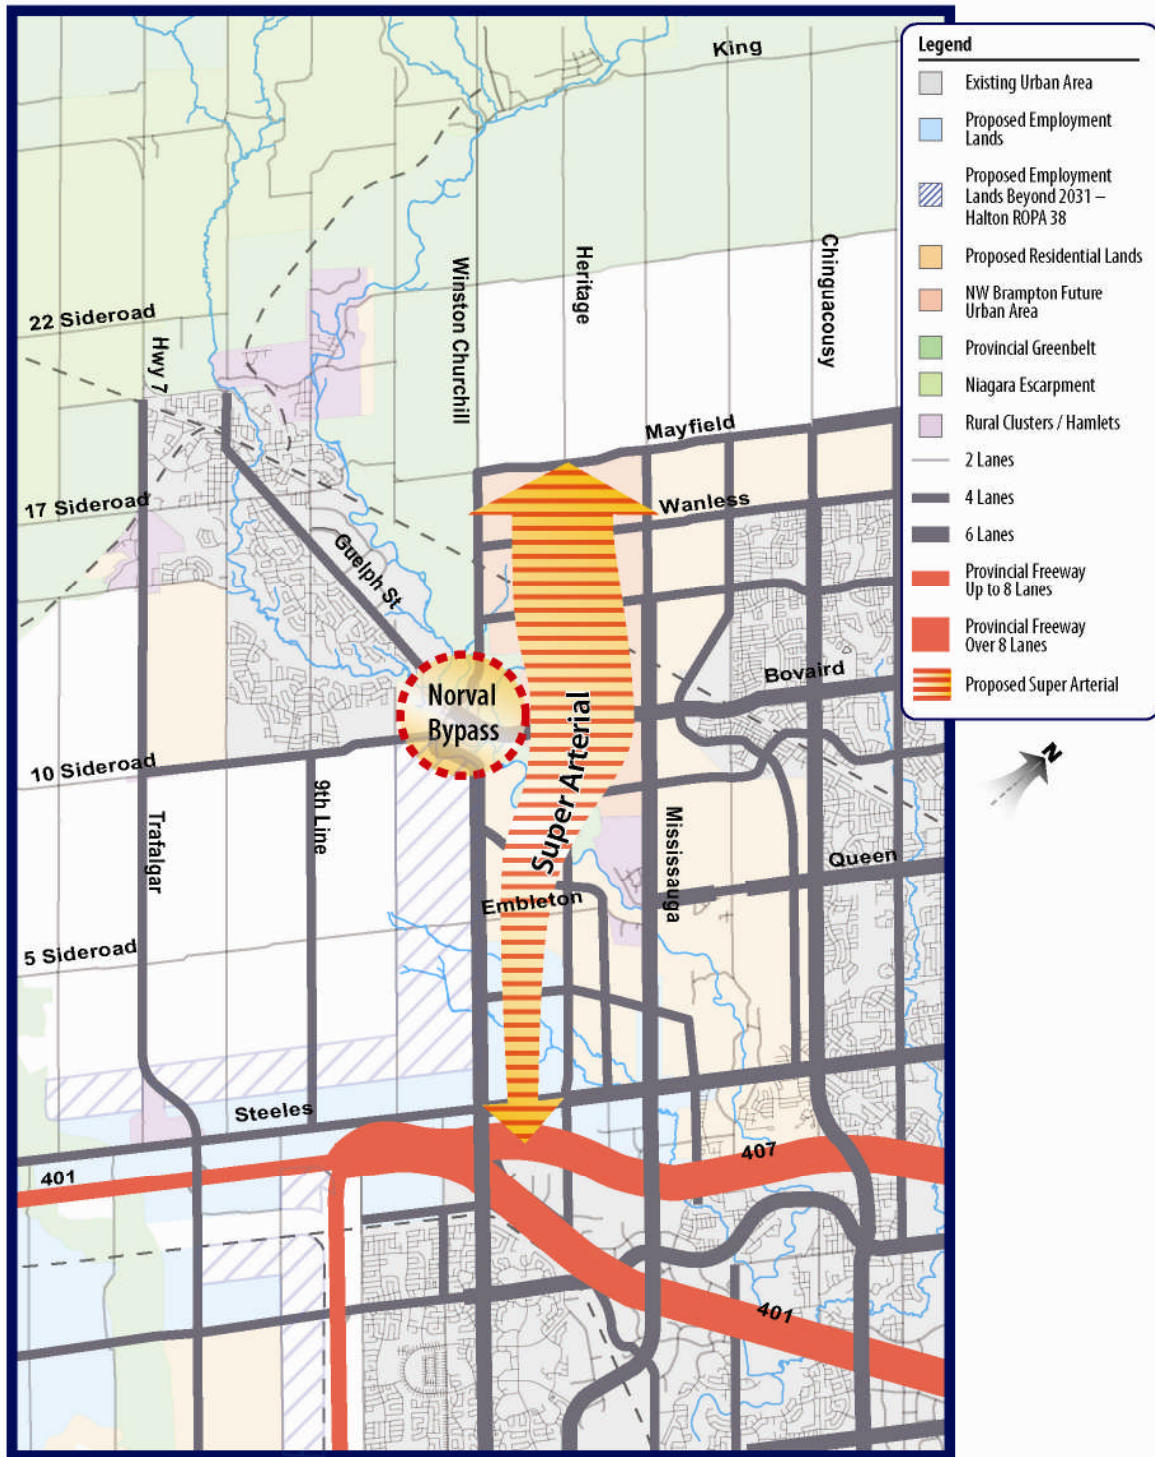 King
Legend
Existing Urban Area
Proposed Employment
Lands
Proposed Employment
Lands Beyond 2031 –
Halton ROPA 38
Proposed Residential Lands
NW Brampton Future
Urban Area
Provincial Greenbelt
Niagara Escarpment
Rural Clusters / Hamlets
2 Lanes
4 Lanes
6 Lanes
Provincial Freeway
Up to 8 Lanes
Provincial Freeway
Over 8 Lanes
Proposed Super Arterial
N
Winston Churchill
Heritage
Chinguacousy
22 Sideroad
Hwy 7
Mayfield
Wanless
17 Sideroad
Guelph St
Bovaird
Norval
Bypass
Super Arterial
10 Sideroad
9th Line
Trafalgar
Mississauga
Queen
Embleton
5 Sideroad
Steeles
401
407
401